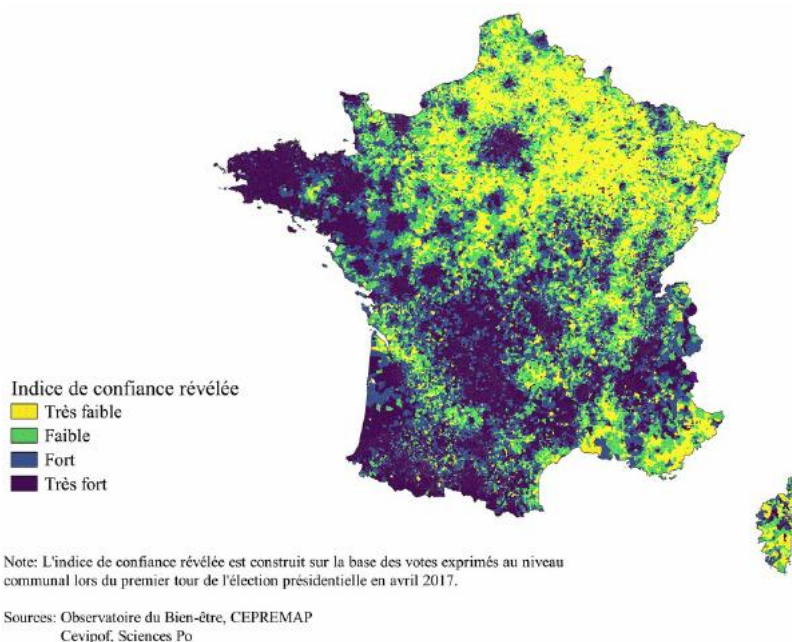 Indice de confiance révélée
Très faible
Faible
Fort
Très fort
Note: L'indice de confiance révélée est construit sur la base des votes exprimés au niveau
communal lors du premier tour de l'élection présidentielle en avril 2017.
Sources: Observatoire du Bien-être, CEPREMAP
Cevipof, Sciences Po